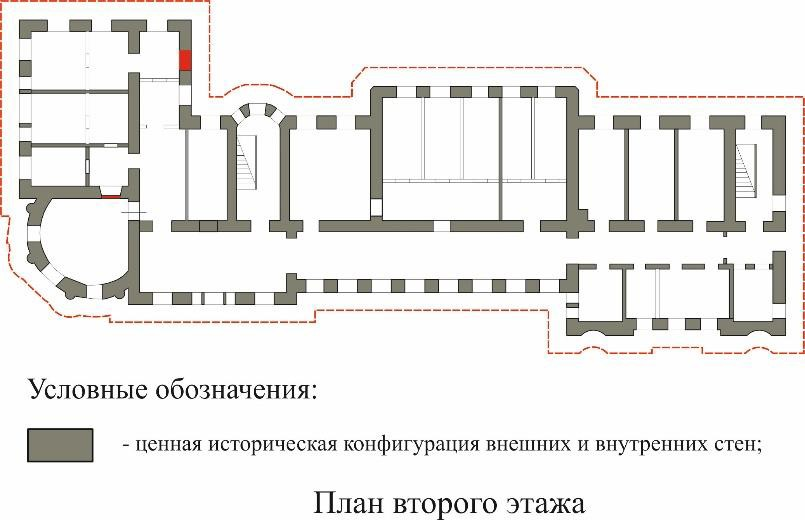 Условные обозначения:
- ценная историческая конфигурация внешних и внутренних стен;
План второго этажа